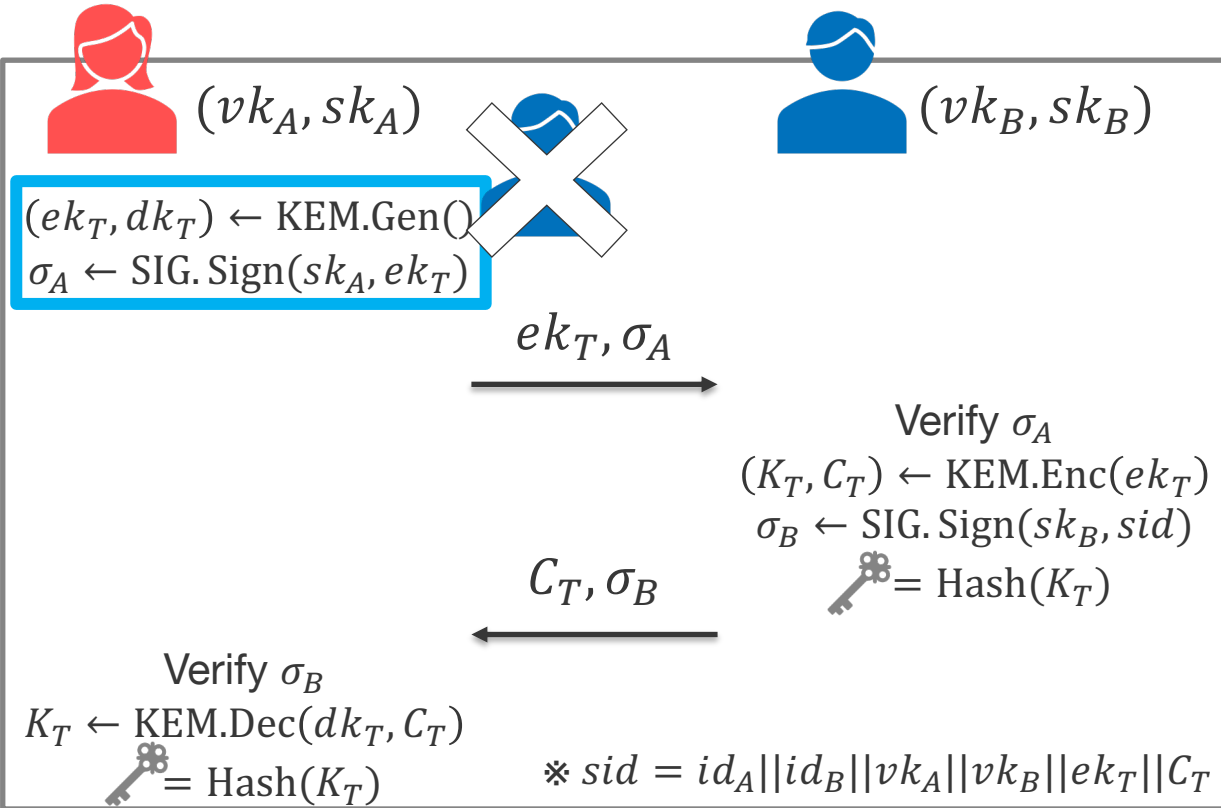 (vk_A, sk_A)
(vk_B, sk_B)
(ek_T, dk_T) ← KEM.Gen()
σ_A ← SIG. Sign(sk_A, ek_T)
ek_T, σ_A
Verify σ_A
(K_T, C_T) ← KEM.Enc(ek_T)
σ_B ← SIG. Sign(sk_B, sid)
= Hash(K_T)
C_T, σ_B
Verify σ_B
K_T ← KEM.Dec(dk_T, C_T)
= Hash(K_T)
※ sid = id_A||id_B||vk_A||vk_B||ek_T||C_T